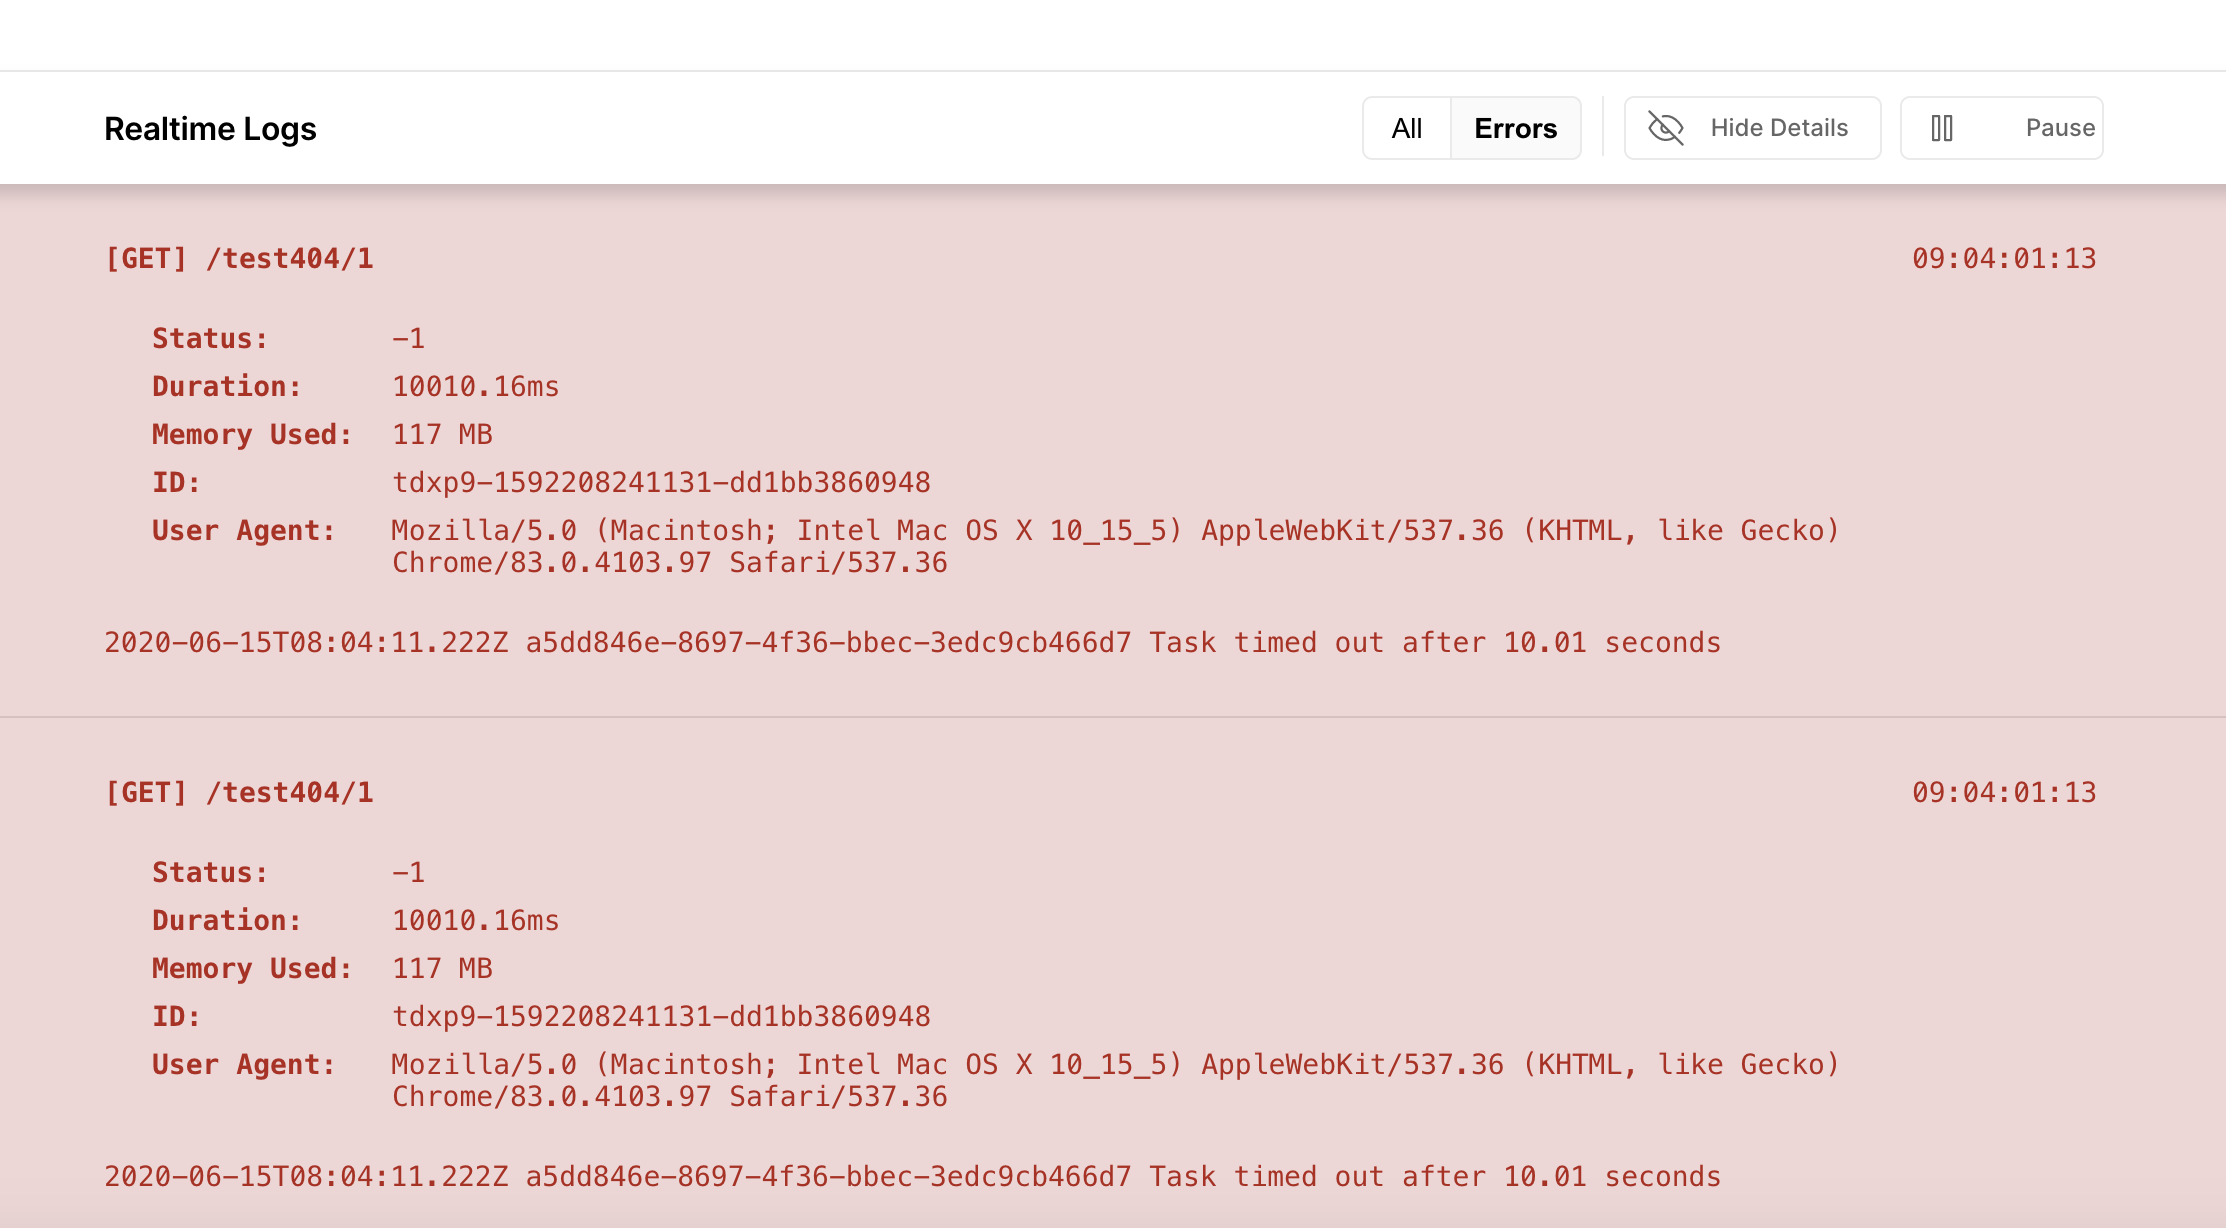 Realtime Logs
All Errors Hide Details Pause
[GET] /test404/1 09:04:01:13
Status: -1
Duration: 10010.16ms
Memory Used: 117 MB
ID: tdxp9-1592208241131-dd1bb3860948
User Agent: Mozilla/5.0 (Macintosh; Intel Mac OS X 10_15_5) AppleWebKit/537.36 (KHTML, like Gecko)
Chrome/83.0.4103.97 Safari/537.36
2020-06-15T08:04:11.222Z a5dd846e-8697-4f36-bbec-3edc9cb466d7 Task timed out after 10.01 seconds
[GET] /test404/1 09:04:01:13
Status: -1
Duration: 10010.16ms
Memory Used: 117 MB
ID: tdxp9-1592208241131-dd1bb3860948
User Agent: Mozilla/5.0 (Macintosh; Intel Mac OS X 10_15_5) AppleWebKit/537.36 (KHTML, like Gecko)
Chrome/83.0.4103.97 Safari/537.36
2020-06-15T08:04:11.222Z a5dd846e-8697-4f36-bbec-3edc9cb466d7 Task timed out after 10.01 seconds